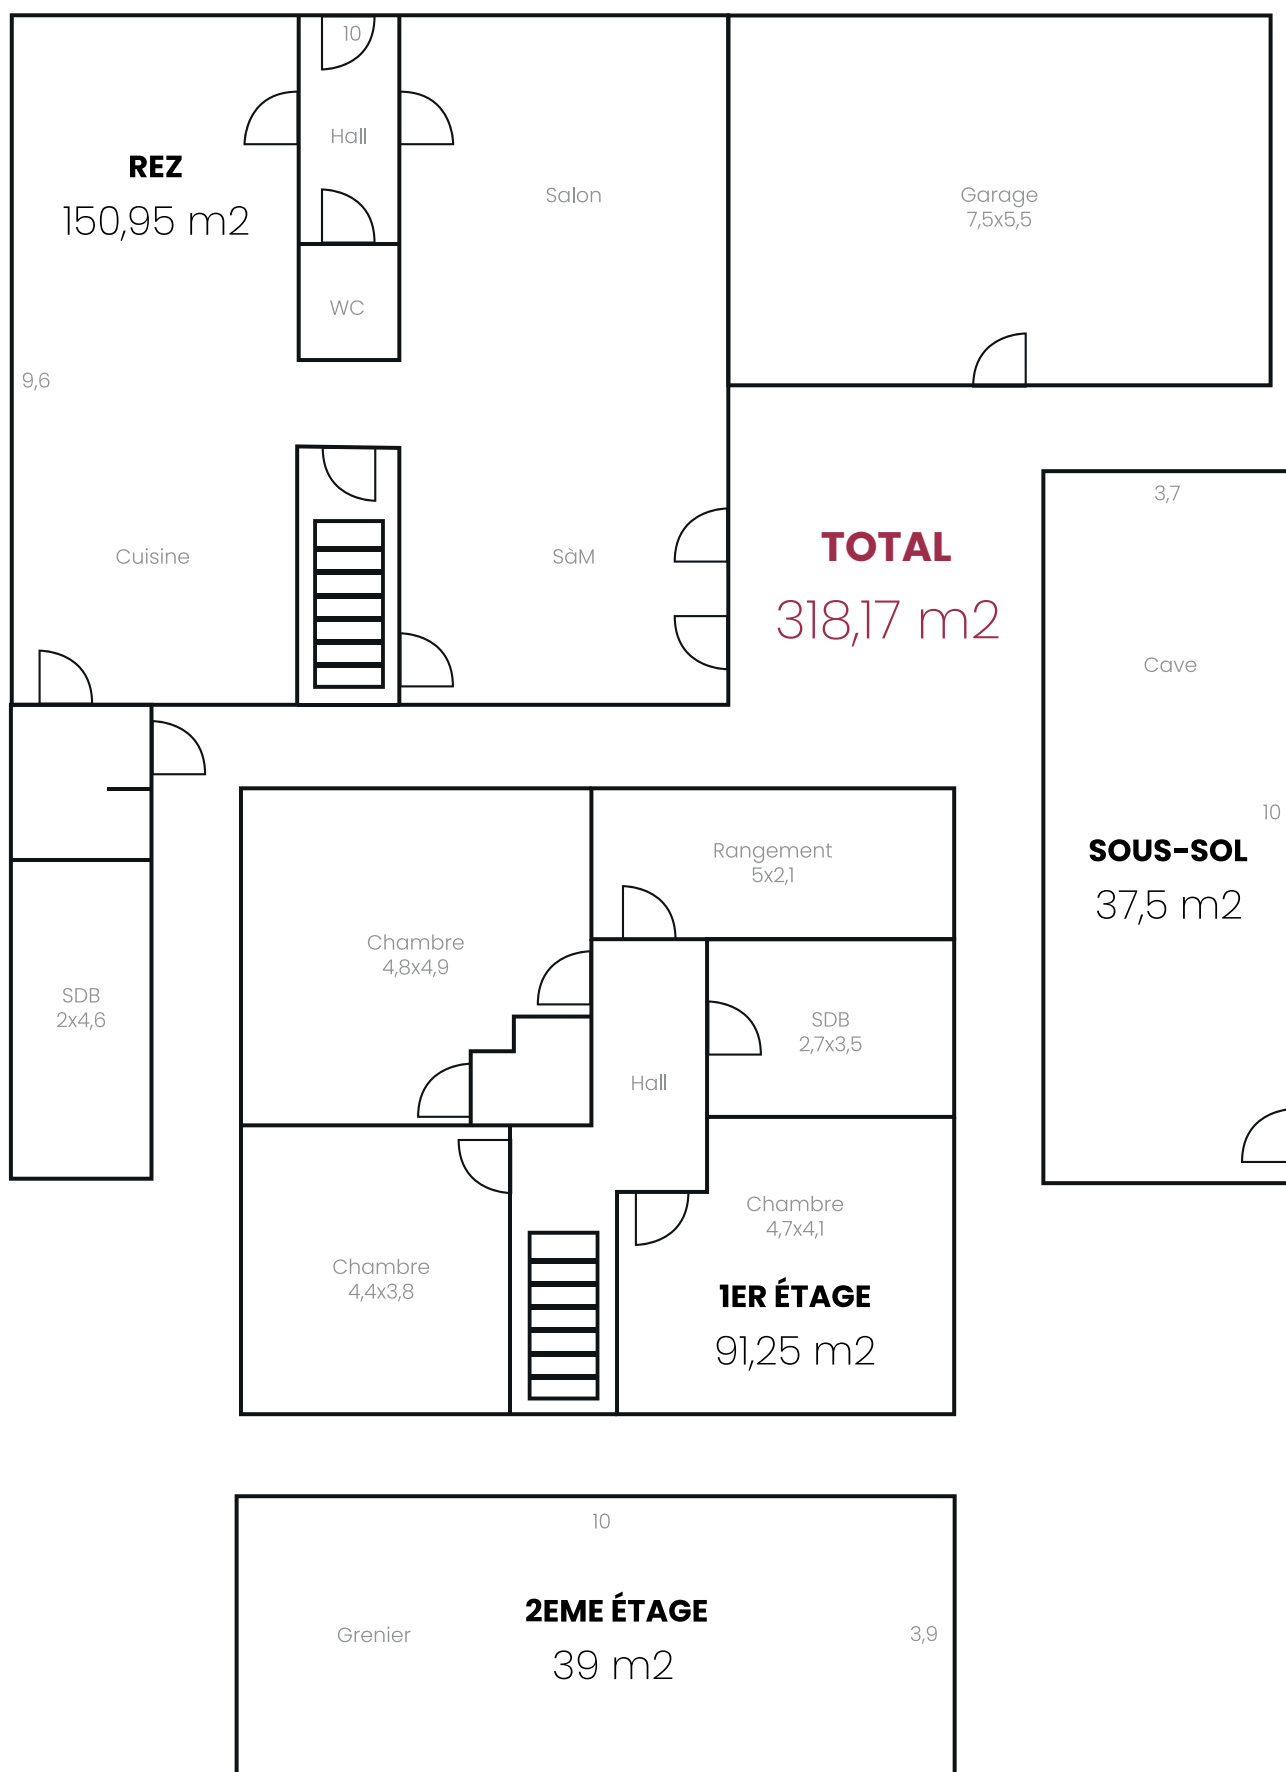 10
Hall
REZ
150,95 m2
Salon
Garage
7,5x5,5
WC
9,6
Cuisine
SàM
TOTAL
318,17 m2
3,7
Cave
10
SOUS-SOL
37,5 m2
SDB
2x4,6
Rangement
5x2,1
Chambre
4,8x4,9
SDB
2,7x3,5
Hall
Chambre
4,7x4,1
Chambre
4,4x3,8
1ER ÉTAGE
91,25 m2
10
2EME ÉTAGE
39 m2
Grenier
3,9